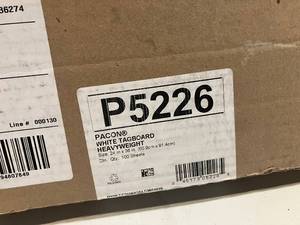 36274
Line # 000130
94807649
P5226
PACON®
WHITE TAGBOARD
HEAVYWEIGHT
Size: 24 in x 36 in (60.9cm x 91.4cm)
Qty: 100 Sheets